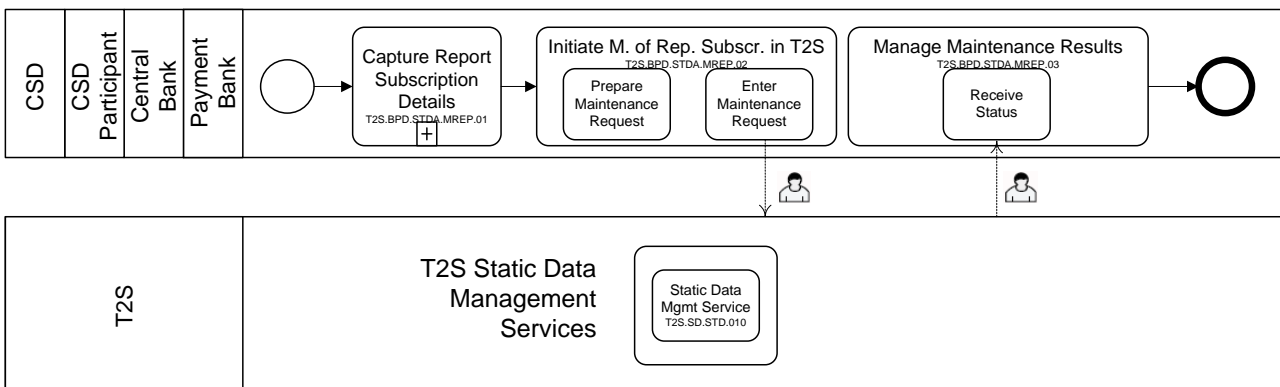 CSD
CSD
Participant
Central
Bank
Payment
Bank
Capture Report
Subscription
Details
T2S.BPD.STDA.MREP.01
Initiate M. of Rep. Subscr. in T2S
T2S.BPD.STDA.MREP.02
Prepare
Maintenance
Request
Enter
Maintenance
Request
Manage Maintenance Results
T2S.BPD.STDA.MREP.03
Receive
Status
T2S
T2S Static Data
Management
Services
Static Data
Mgmt Service
T2S.SD.STD.010